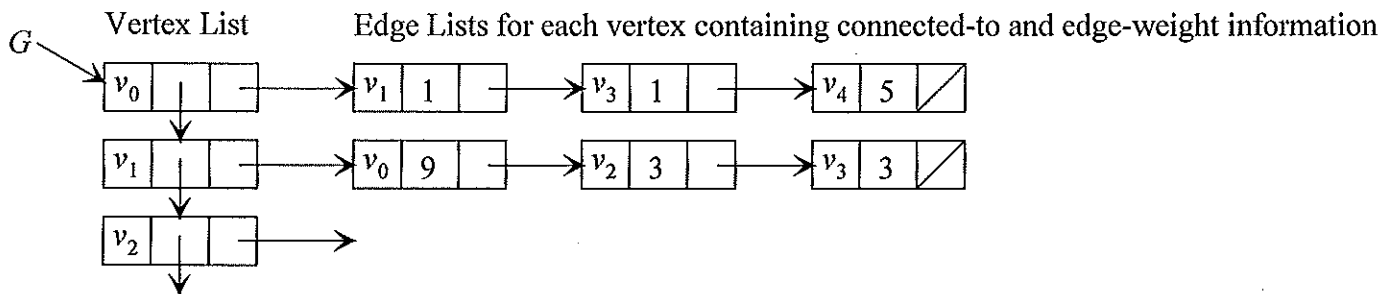 Vertex List Edge Lists for each vertex containing connected-to and edge-weight information
G
v0 v1 1 v3 1 v4 5
v1 v0 9 v2 3 v3 3
v2